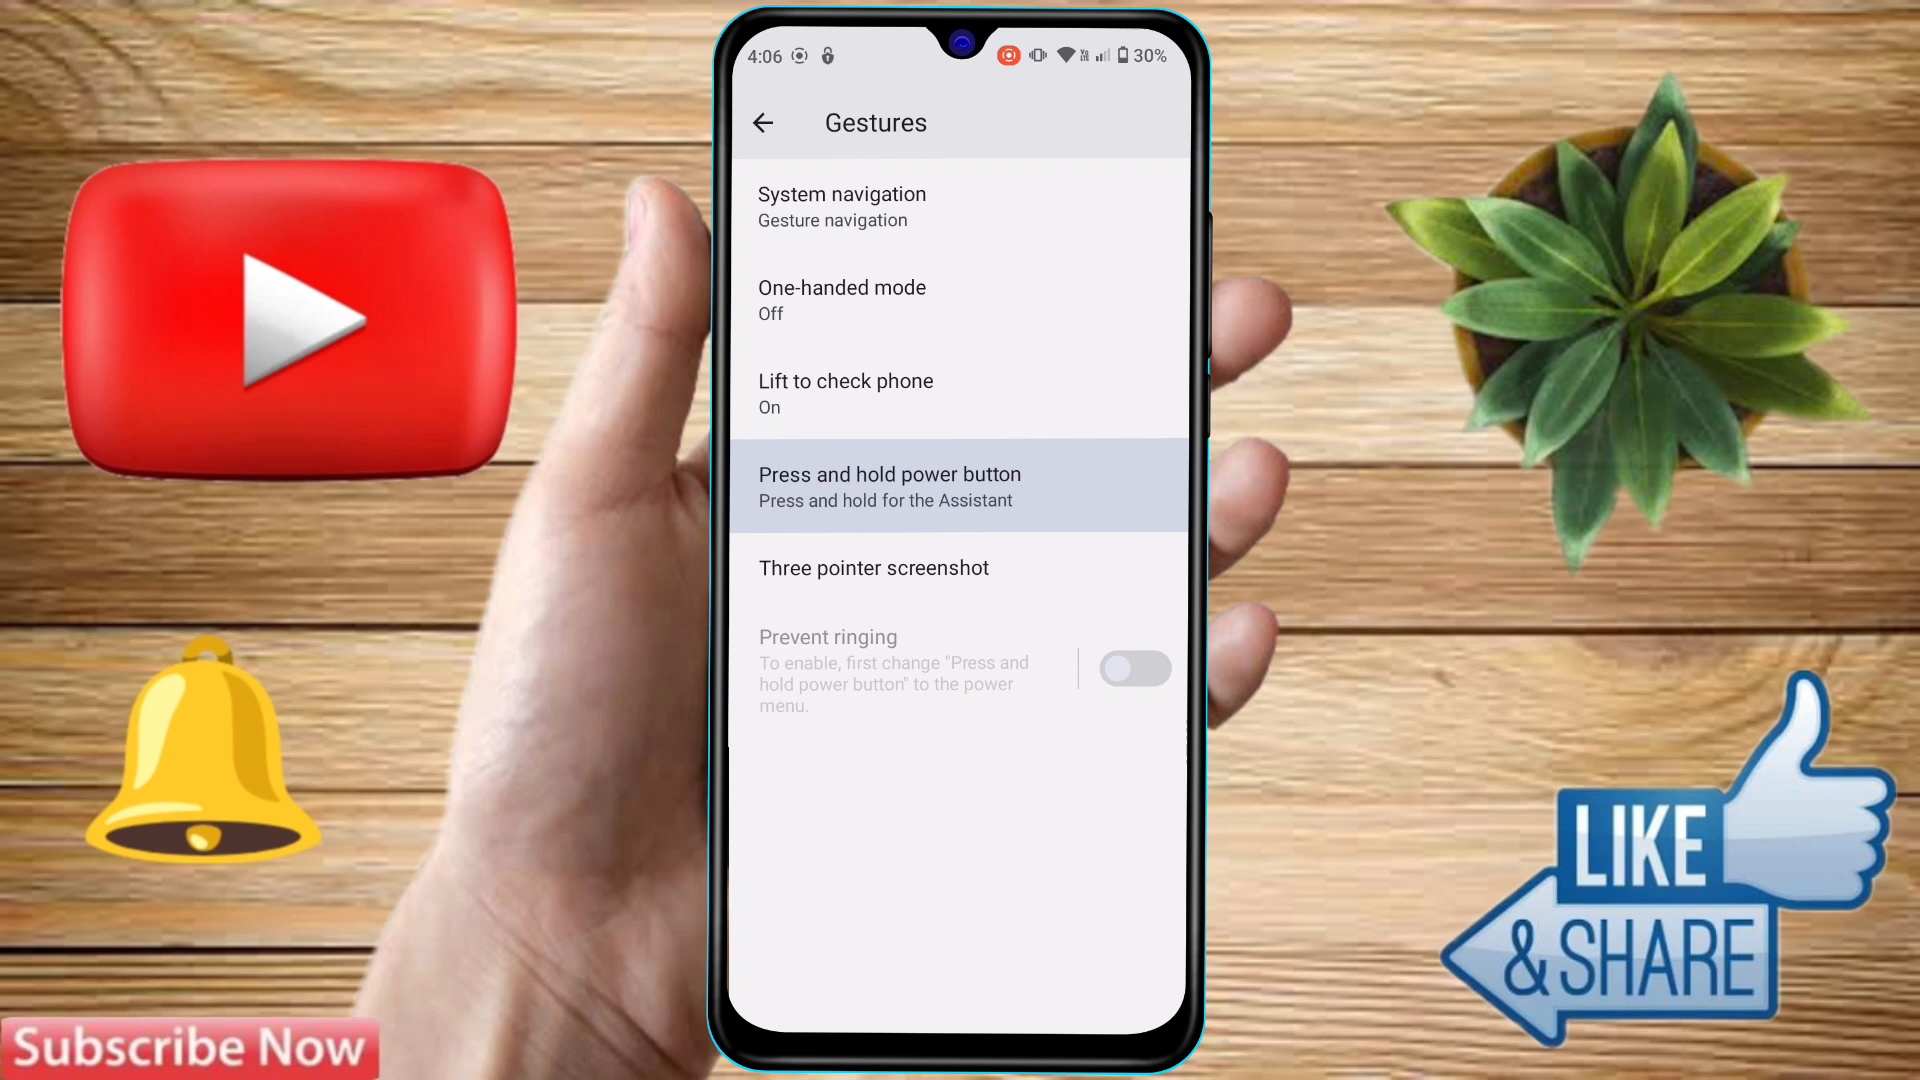 4:06
30%
Gestures
System navigation
Gesture navigation
One-handed mode
Off
Lift to check phone
On
Press and hold power button
Press and hold for the Assistant
Three pointer screenshot
Prevent ringing
To enable, first change "Press and
hold power button" to the power
menu.
LIKE
& SHARE
Subscribe Now